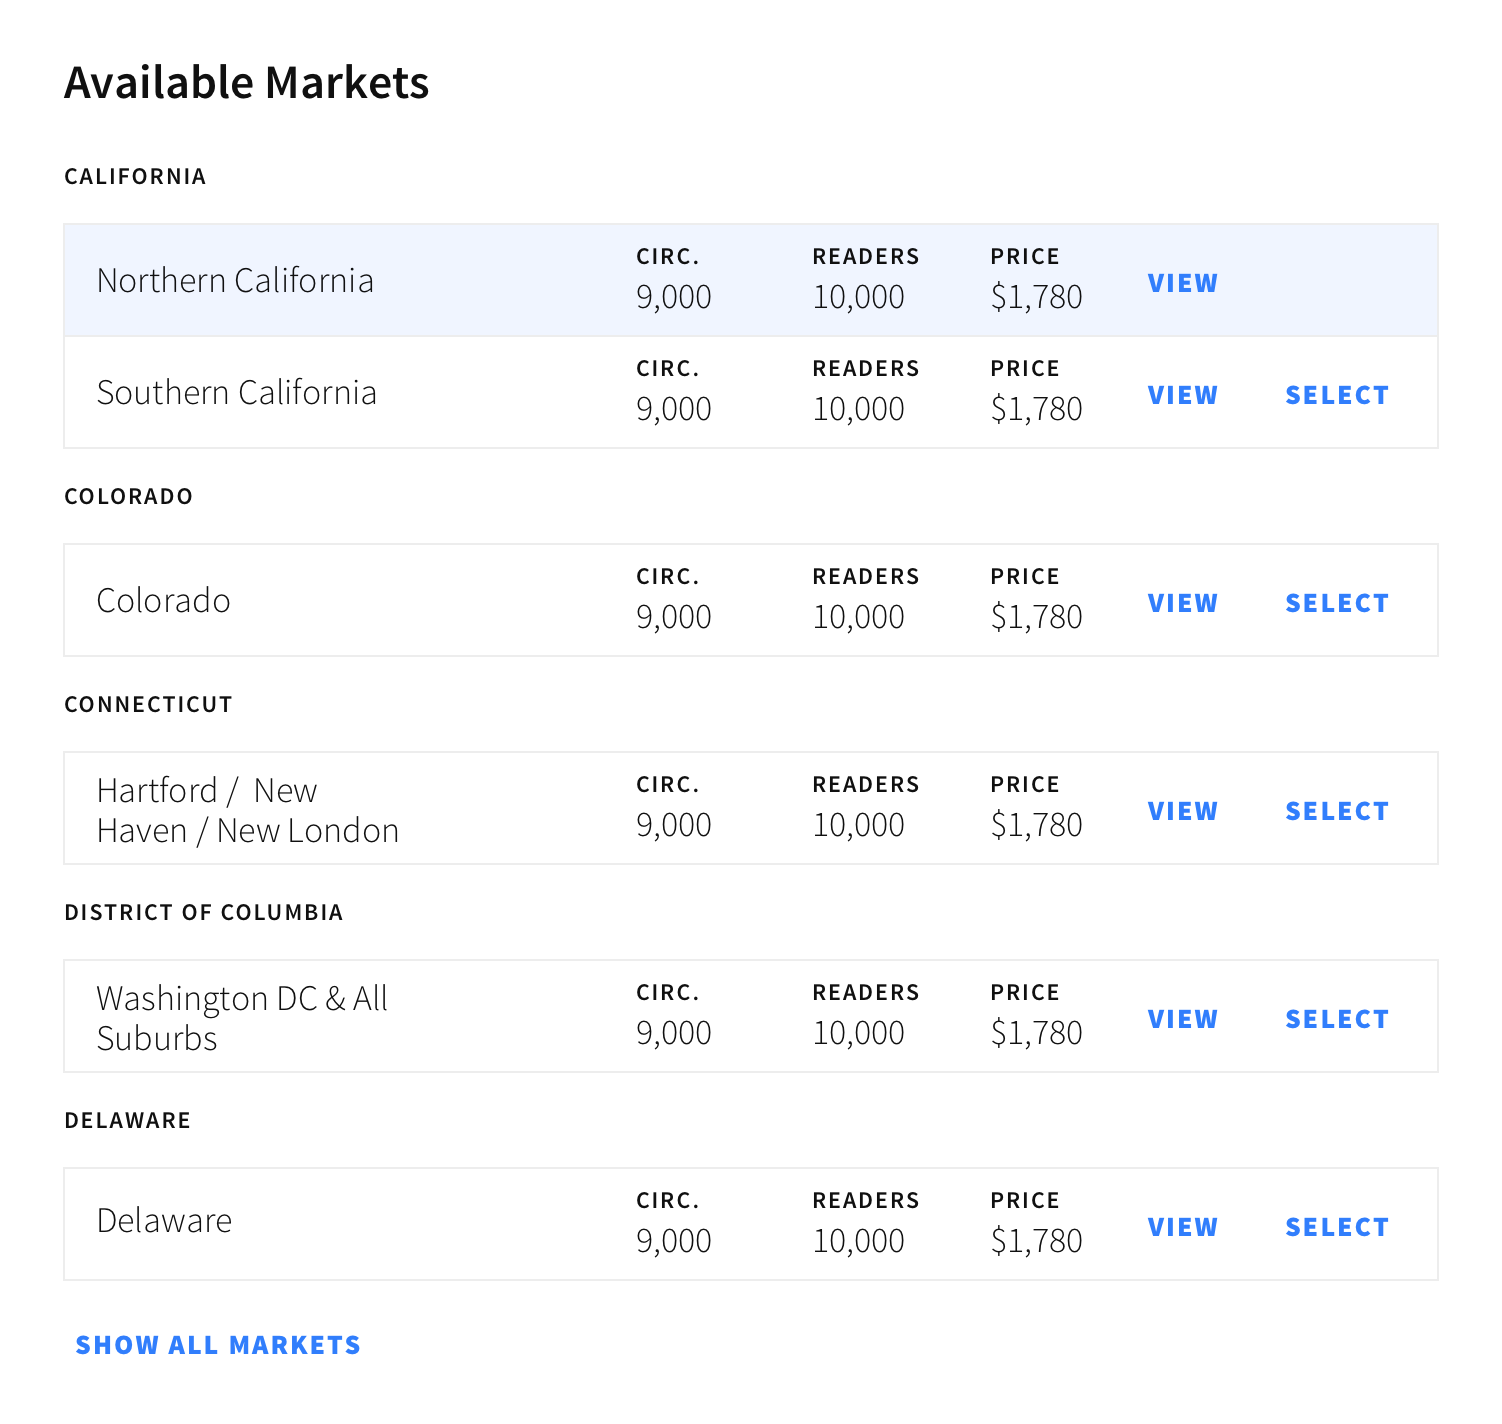 Available Markets
CALIFORNIA
Northern California
CIRC. READERS PRICE
9,000 10,000 $1,780
VIEW
Southern California
CIRC. READERS PRICE
9,000 10,000 $1,780
VIEW SELECT
COLORADO
Colorado
CIRC. READERS PRICE
9,000 10,000 $1,780
VIEW SELECT
CONNECTICUT
Hartford /  New
Haven / New London
CIRC. READERS PRICE
9,000 10,000 $1,780
VIEW SELECT
DISTRICT OF COLUMBIA
Washington DC & All
Suburbs
CIRC. READERS PRICE
9,000 10,000 $1,780
VIEW SELECT
DELAWARE
Delaware
CIRC. READERS PRICE
9,000 10,000 $1,780
VIEW SELECT
SHOW ALL MARKETS